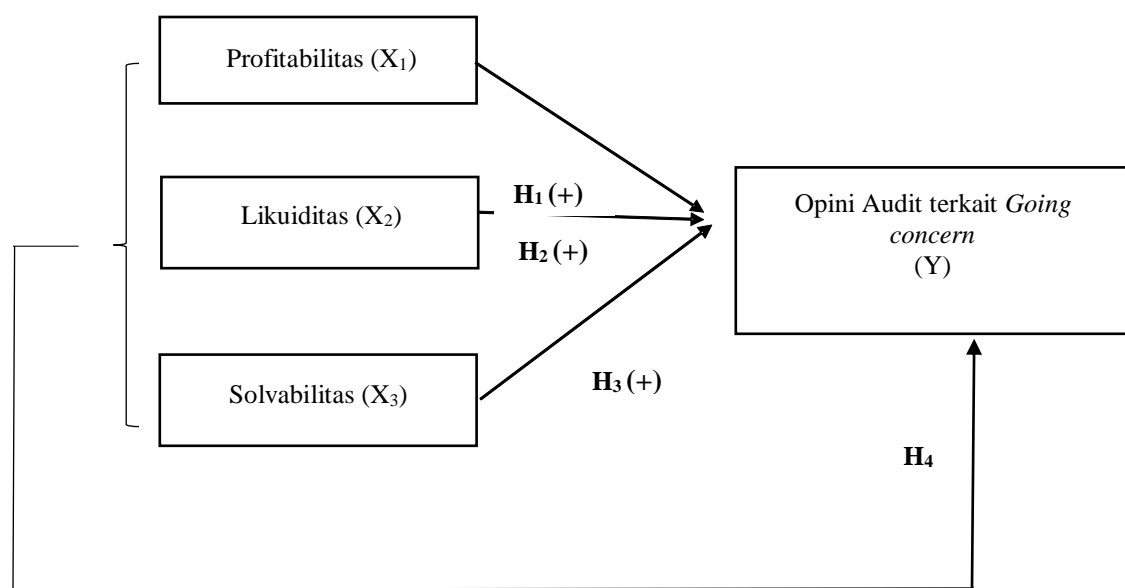 Profitabilitas (X₁)
Likuiditas (X₂)
H₁ (+)
H₂ (+)
Opini Audit terkait Going
concern
(Y)
Solvabilitas (X₃)
H₃ (+)
H₄